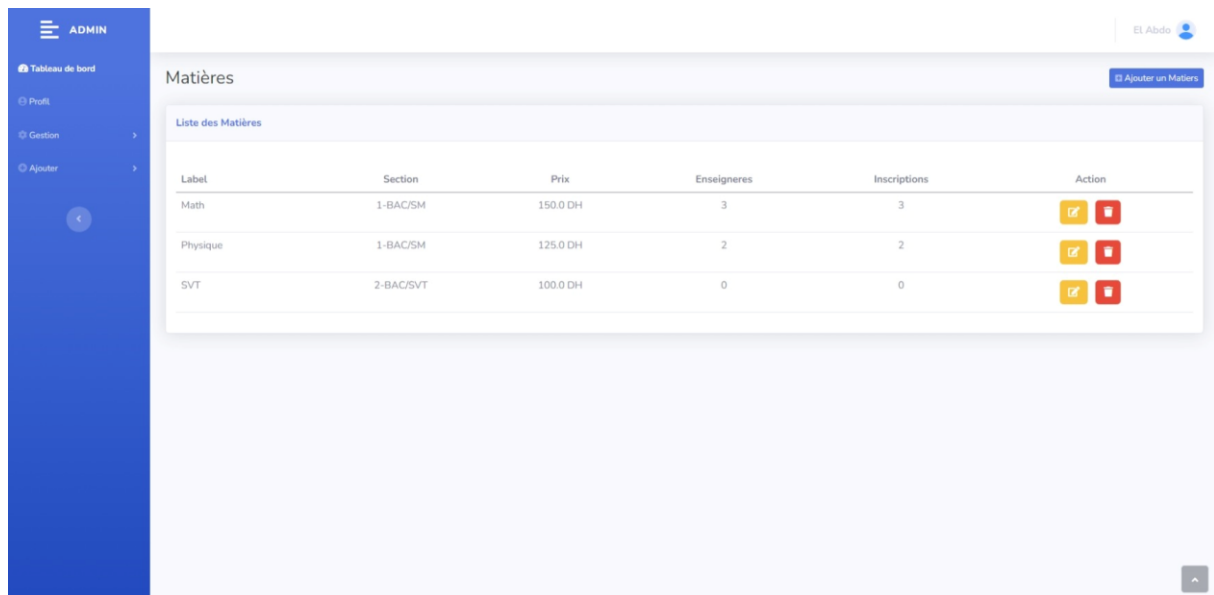 ADMIN
El Abdo
Tableau de bord
Profil
Gestion
Ajouter
Matières
Ajouter un Matiers
Liste des Matières
Label Section Prix Enseigneres Inscriptions Action
Math 1-BAC/SM 150.0 DH 3 3
Physique 1-BAC/SM 125.0 DH 2 2
SVT 2-BAC/SVT 100.0 DH 0 0